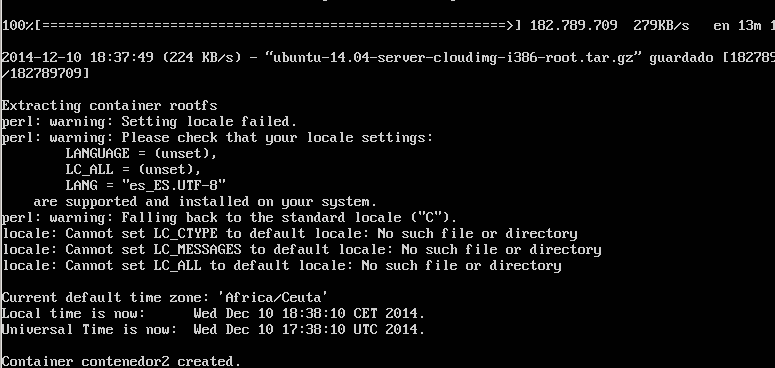 100%[==========================================================>] 182.789.709  279KB/s   en 13m 1
2014-12-10 18:37:49 (224 KB/s) - “ubuntu-14.04-server-cloudimg-i386-root.tar.gz” guardado [182789
/182789709]
Extracting container rootfs
perl: warning: Setting locale failed.
perl: warning: Please check that your locale settings:
        LANGUAGE = (unset),
        LC_ALL = (unset),
        LANG = "es_ES.UTF-8"
    are supported and installed on your system.
perl: warning: Falling back to the standard locale ("C").
locale: Cannot set LC_CTYPE to default locale: No such file or directory
locale: Cannot set LC_MESSAGES to default locale: No such file or directory
locale: Cannot set LC_ALL to default locale: No such file or directory
Current default time zone: 'Africa/Ceuta'
Local time is now:      Wed Dec 10 18:38:10 CET 2014.
Universal Time is now:  Wed Dec 10 17:38:10 UTC 2014.
Container contenedor2 created.